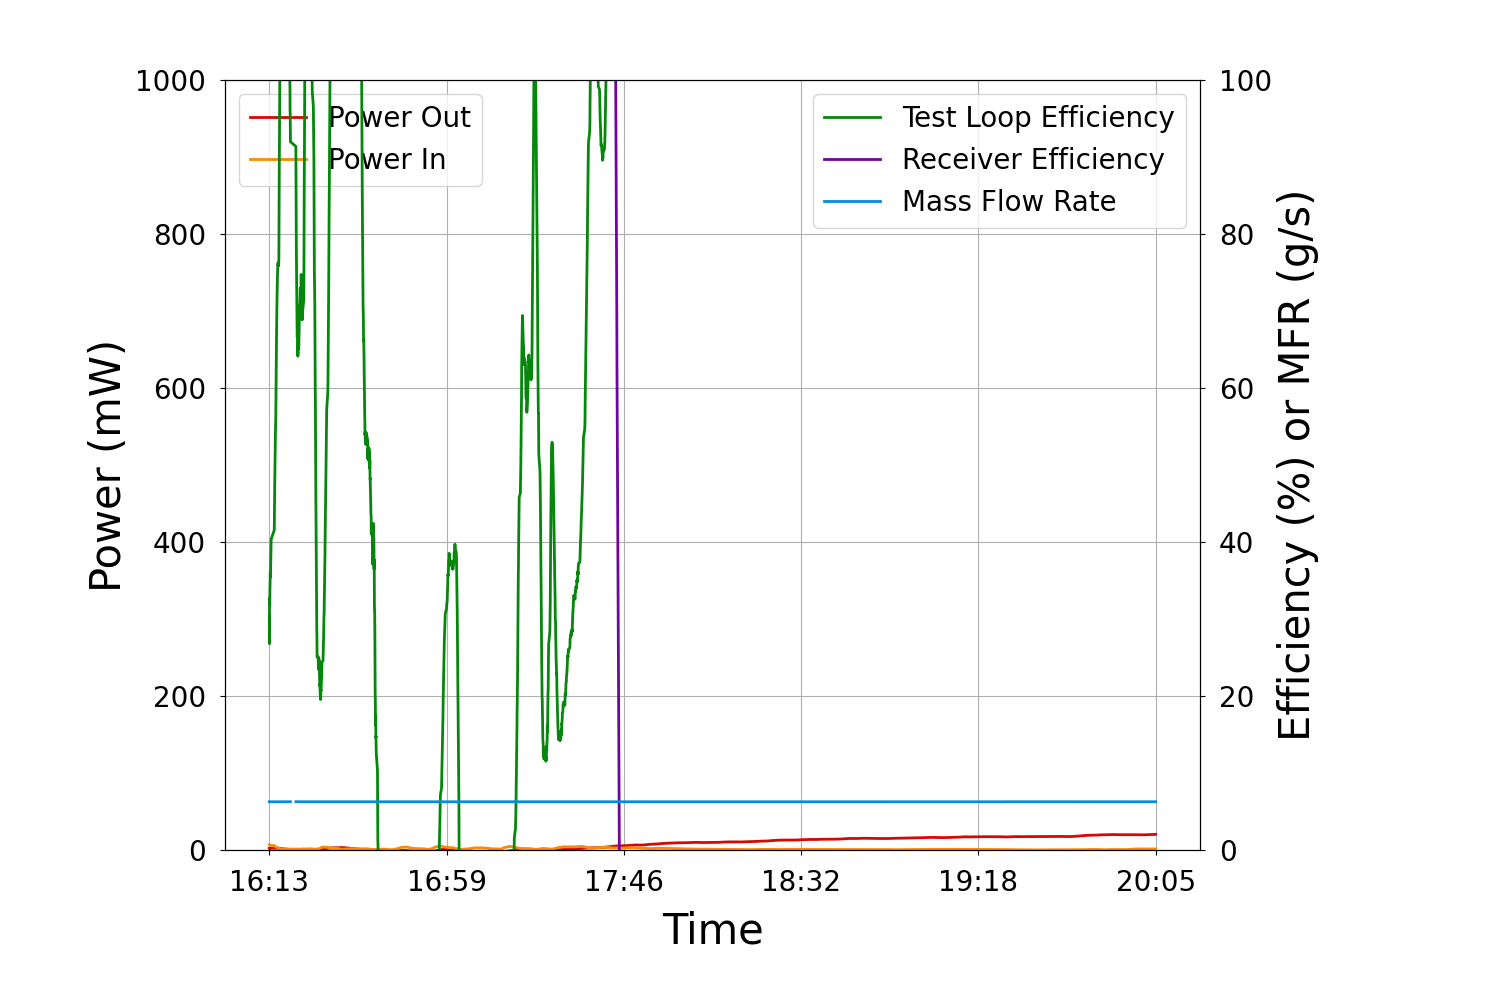 1000
800
600
400
200
0
Power (mW)
Power Out
Power In
Test Loop Efficiency
Receiver Efficiency
Mass Flow Rate
100
80
60
40
20
0
Efficiency (%) or MFR (g/s)
16:13 16:59 17:46 18:32 19:18 20:05
Time